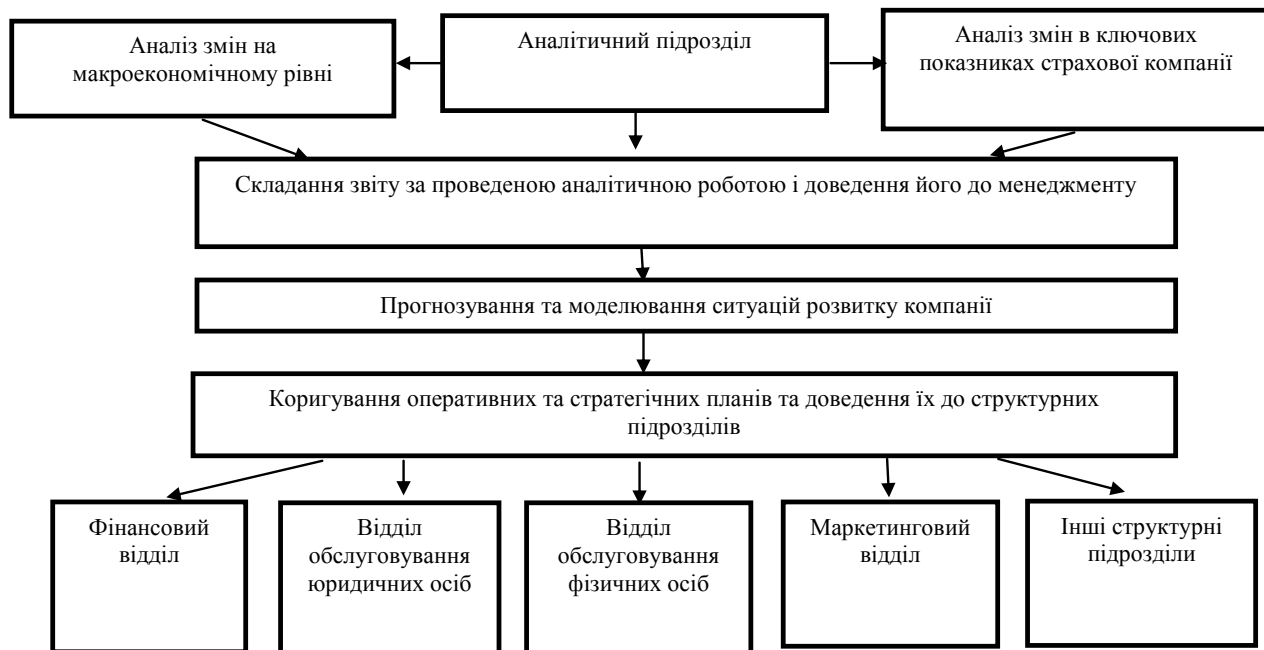 Аналіз змін на
макроекономічному рівні
Аналітичний підрозділ
Аналіз змін в ключових
показниках страхової компанії
Складання звіту за проведеною аналітичною роботою і доведення його до менеджменту
Прогнозування та моделювання ситуацій розвитку компанії
Коригування оперативних та стратегічних планів та доведення їх до структурних
підрозділів
Фінансовий
відділ
Відділ
обслуговування
юридичних осіб
Відділ
обслуговування
фізичних осіб
Маркетинговий
відділ
Інші структурні
підрозділи